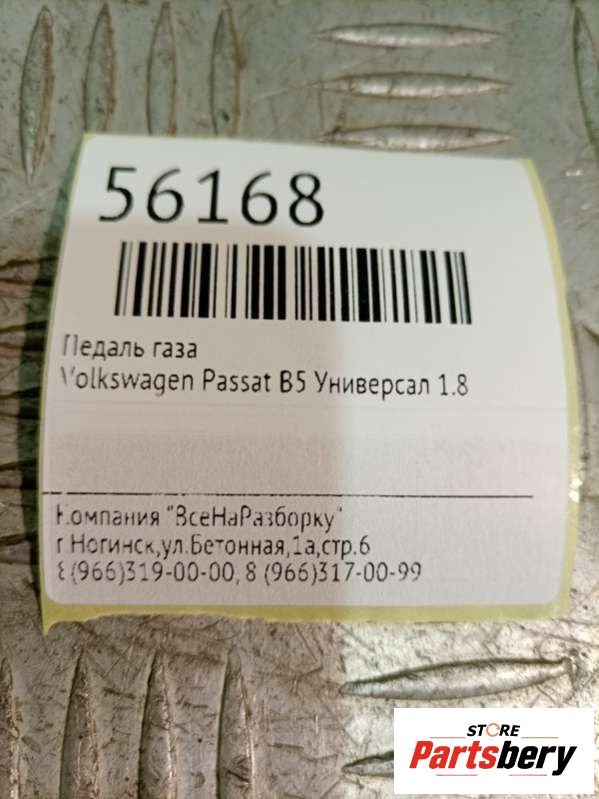 56168
Педаль газа
Volkswagen Passat B5 Универсал 1.8
Компания "ВсеНаРазборку"
г Ногинск,ул.Бетонная,1а,стр.6
8 (966)319-00-00, 8 (966)317-00-99
STORE
Partsbery